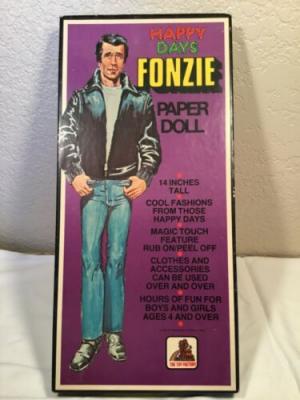 HAPPY
DAYS
FONZIE
PAPER
DOLL
14 INCHES
TALL
COOL FASHIONS
FROM THOSE
HAPPY DAYS
MAGIC TOUCH
FEATURE
RUB ON/PEEL OFF
CLOTHES AND
ACCESSORIES
CAN BE USED
OVER AND OVER
HOURS OF FUN FOR
BOYS AND GIRLS
AGES 4 AND OVER
THE TOY FACTORY